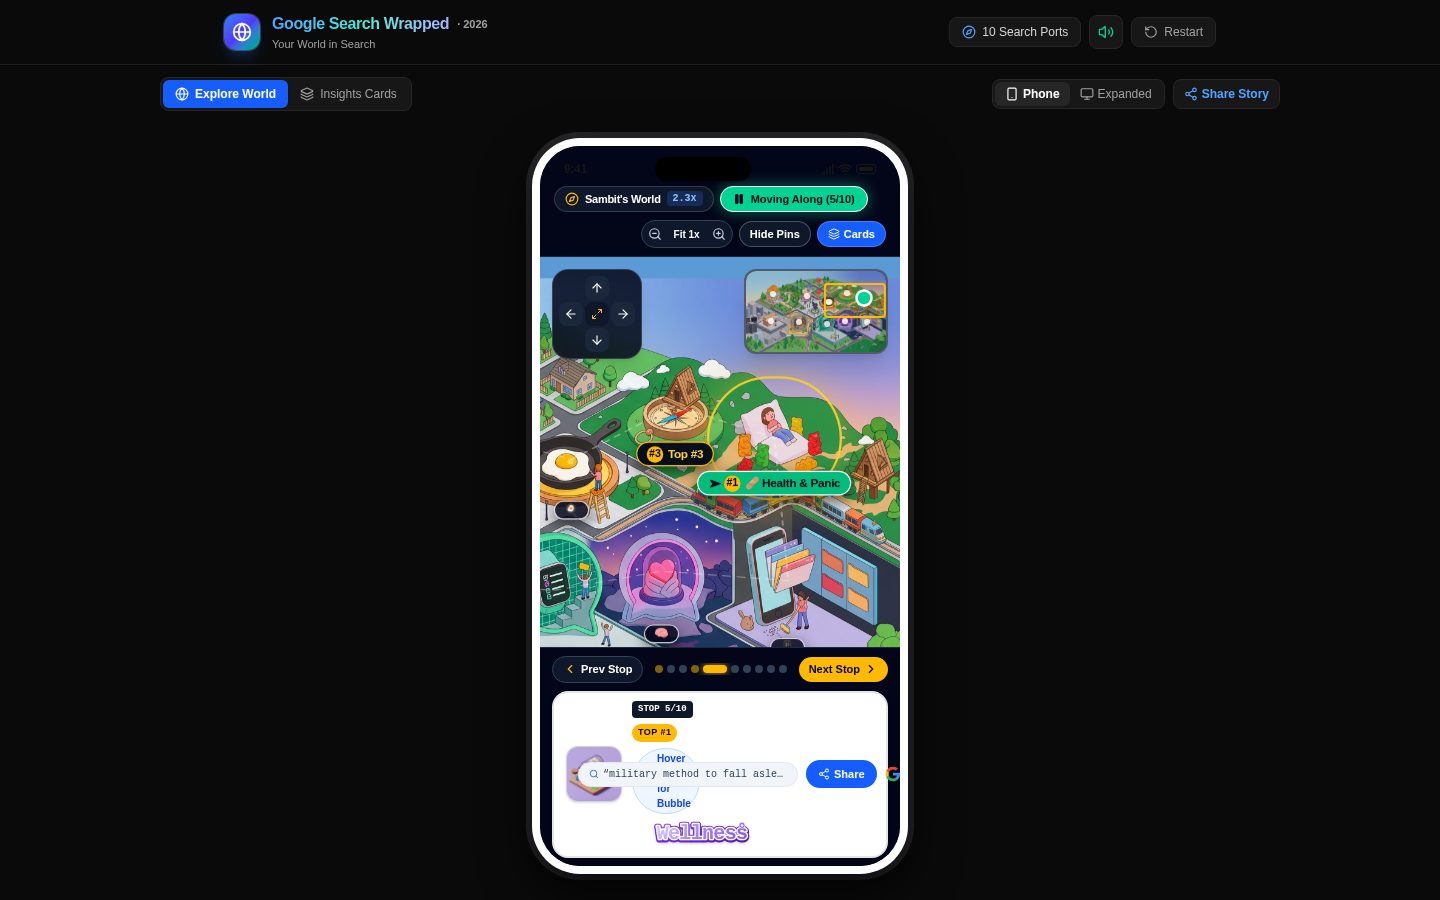 Google Search Wrapped · 2026
Your World in Search
10 Search Ports
Restart
Explore World
Insights Cards
Phone
Expanded
Share Story
9:41
Sambit's World 2.3x
Moving Along (5/10)
Fit 1x
Hide Pins
Cards
#3 Top #3
#1 Health & Panic
Prev Stop
Next Stop
STOP 5/10
TOP #1
Hover
“military method to fall asle…
Share
for
Bubble
Wellness